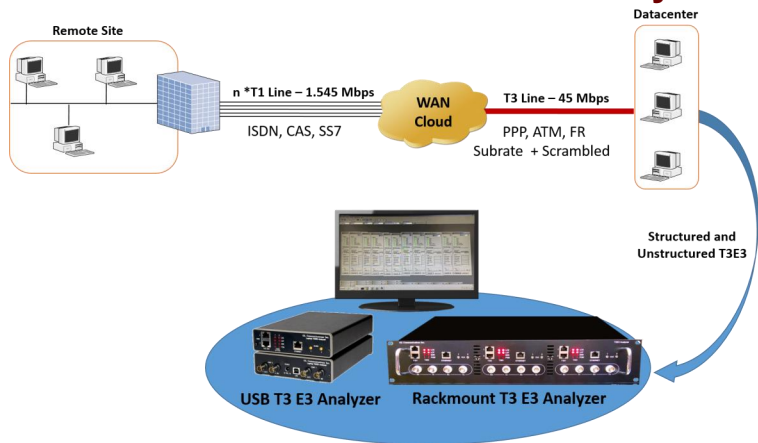 Datacenter
Remote Site
n *T1 Line – 1.545 Mbps
WAN
Cloud
T3 Line – 45 Mbps
ISDN, CAS, SS7
PPP, ATM, FR
Subrate + Scrambled
Structured and
Unstructured T3E3
USB T3 E3 Analyzer
Rackmount T3 E3 Analyzer